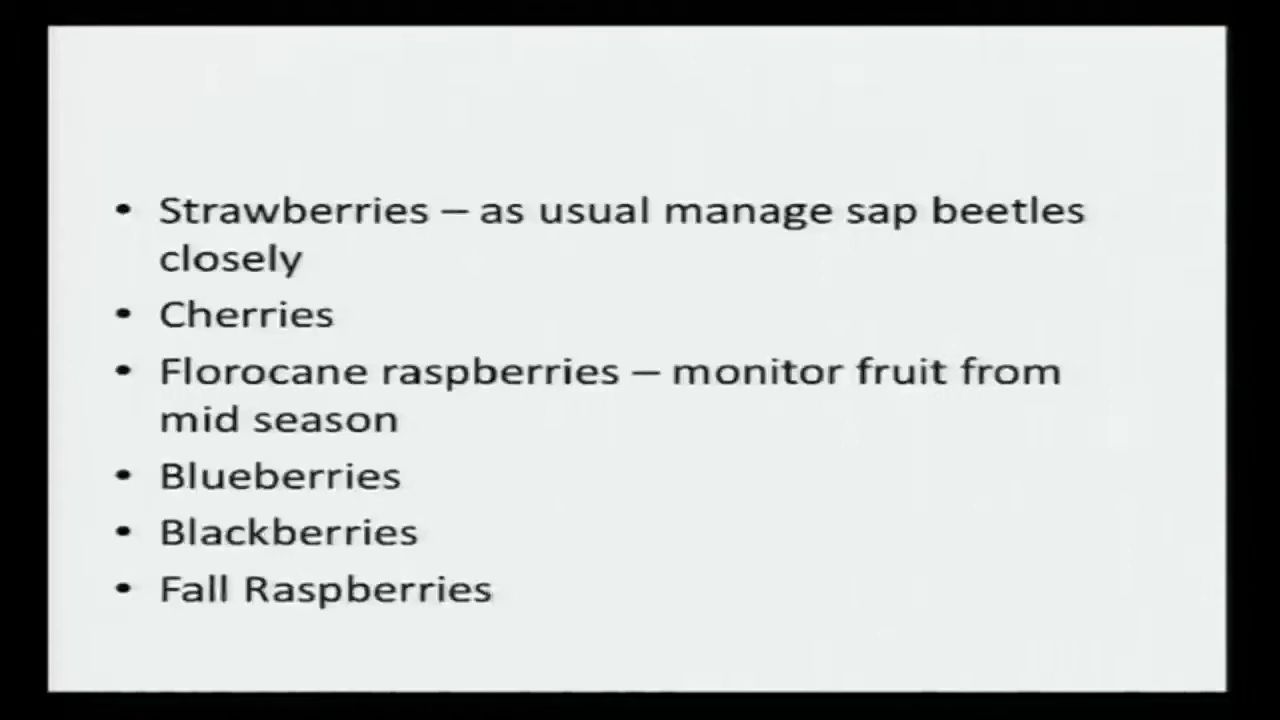 • Strawberries – as usual manage sap beetles
closely
• Cherries
• Florocane raspberries – monitor fruit from
mid season
• Blueberries
• Blackberries
• Fall Raspberries